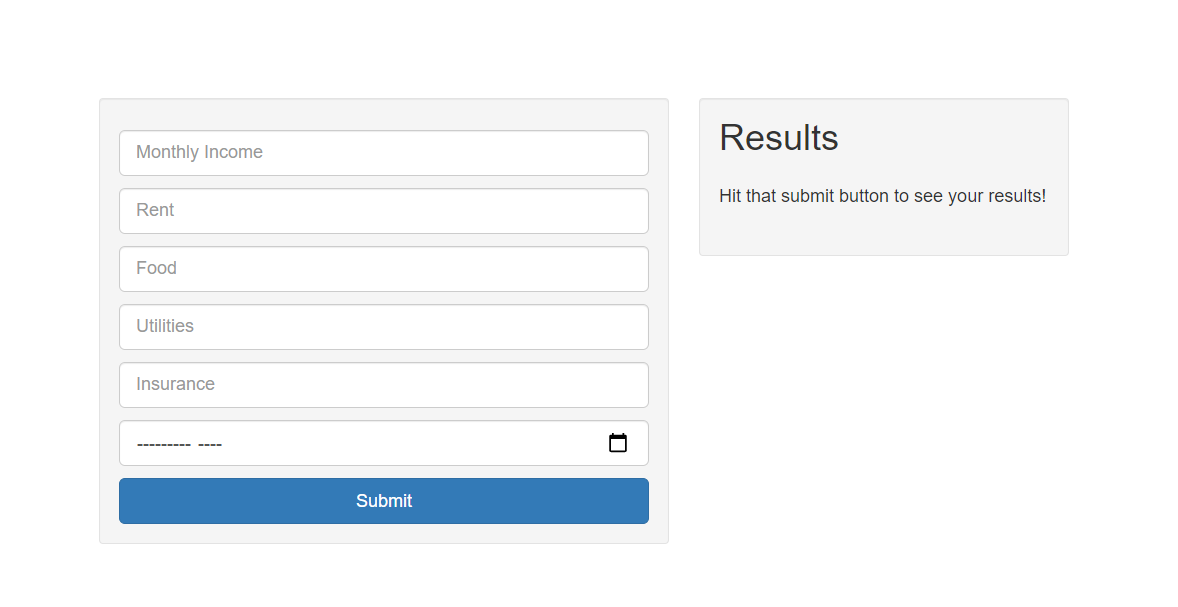 Monthly Income
Rent
Food
Utilities
Insurance
--------- ----
Submit
Results
Hit that submit button to see your results!